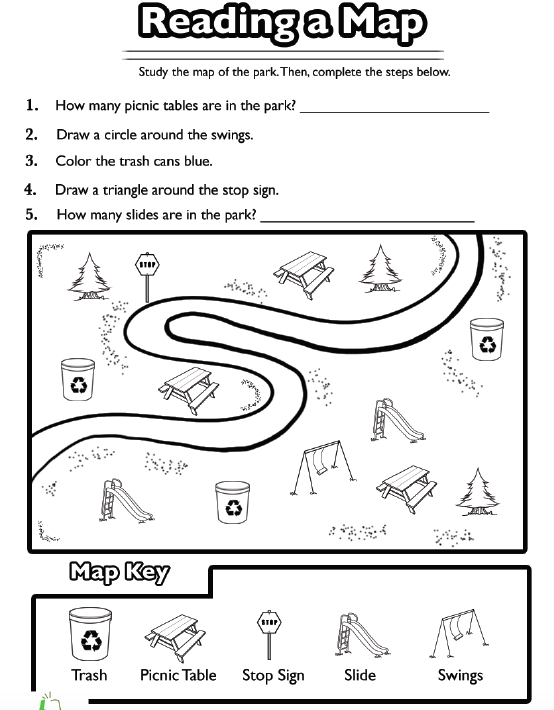 Reading a Map
Study the map of the park. Then, complete the steps below.
1. How many picnic tables are in the park?
2. Draw a circle around the swings.
3. Color the trash cans blue.
4. Draw a triangle around the stop sign.
5. How many slides are in the park?
STOP
Map Key
STOP
Trash Picnic Table Stop Sign Slide Swings